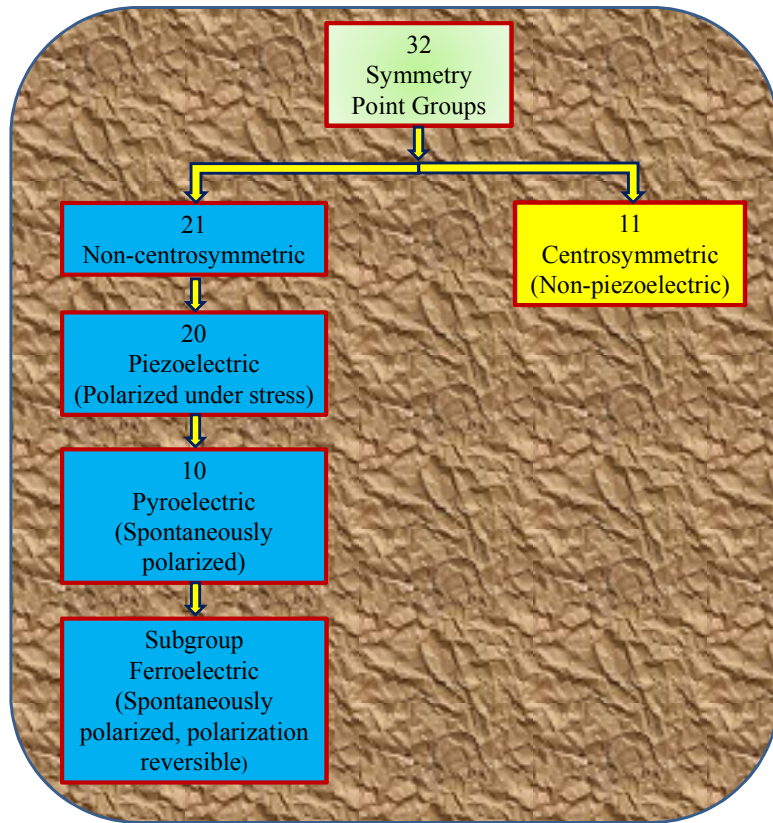 32
Symmetry
Point Groups
21
Non-centrosymmetric
11
Centrosymmetric
(Non-piezoelectric)
20
Piezoelectric
(Polarized under stress)
10
Pyroelectric
(Spontaneously
polarized)
Subgroup
Ferroelectric
(Spontaneously
polarized, polarization
reversible)